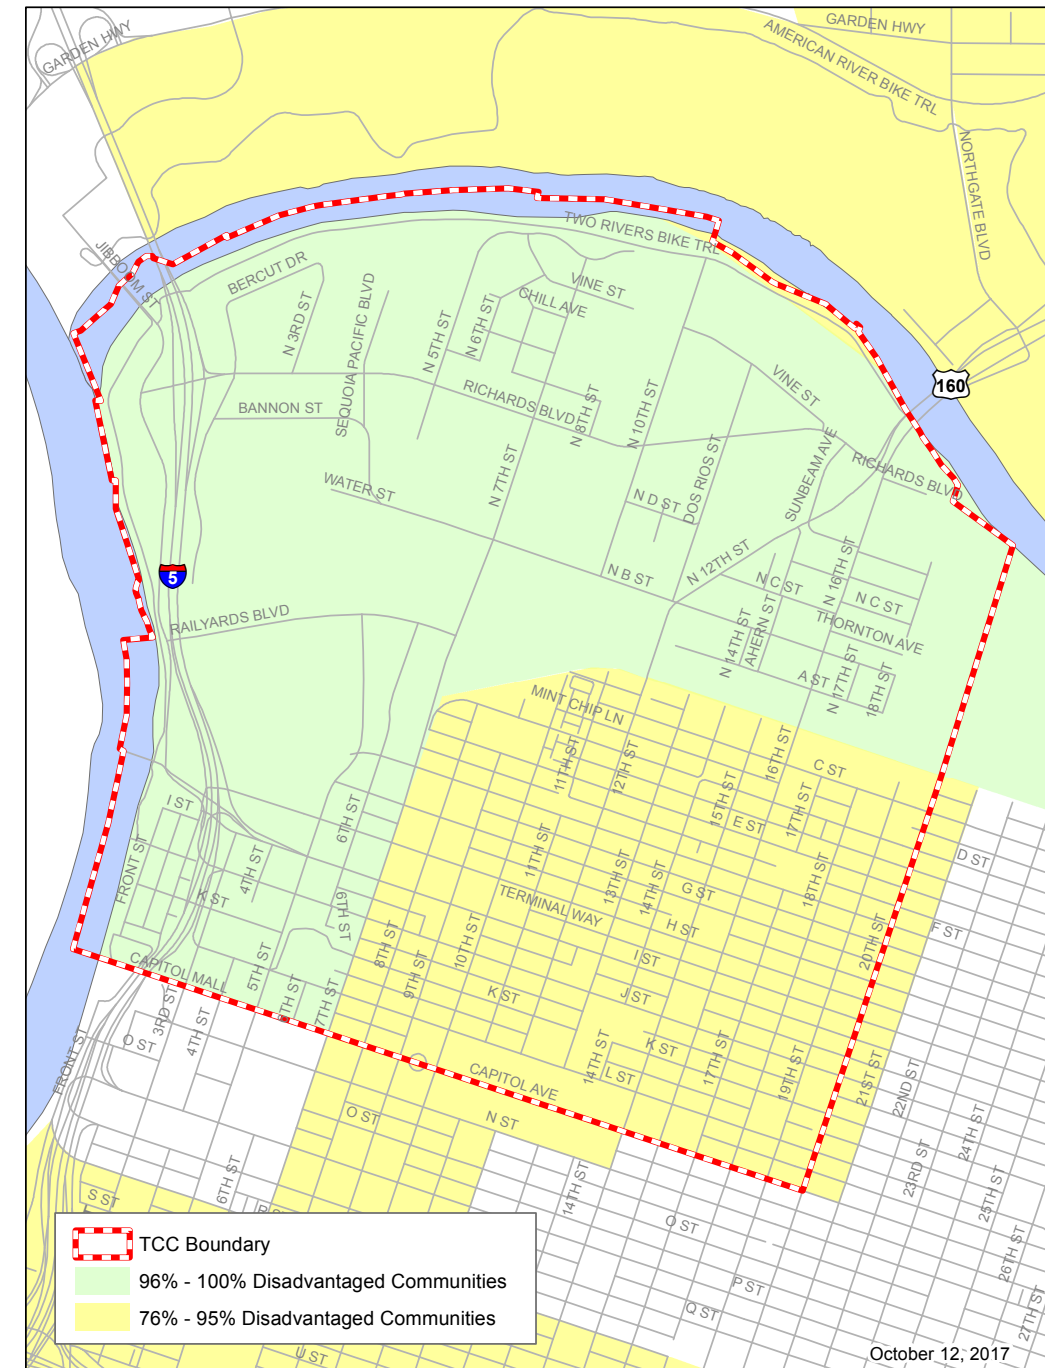 GARDEN HWY
GARDEN HWY
AMERICAN RIVER BIKE TRL
NORTHGATE BLVD
TWO RIVERS BIKE TRL
JIBBOOM ST
BERCUT DR
VINE ST
CHILL AVE
N 3RD ST
SEQUOIA PACIFIC BLVD
N 5TH ST
N 6TH ST
160
VINE ST
RICHARDS BLVD
BANNON ST
N 8TH ST
N 10TH ST
SUNBEAM AVE
RICHARDS BLVD
DOS RIOS ST
N 7TH ST
WATER ST
N D ST
5
N B ST
N 12TH ST
N C ST
N 16TH ST
N C ST
THORNTON AVE
RAILYARDS BLVD
N 14TH ST
AHERN ST
A ST
N 17TH ST
18TH ST
MINT CHIP LN
11TH ST
12TH ST
16TH ST
C ST
15TH ST
17TH ST
I ST
6TH ST
E ST
D ST
FRONT ST
4TH ST
11TH ST
13TH ST
14TH ST
G ST
18TH ST
K ST
6TH ST
TERMINAL WAY
H ST
20TH ST
F ST
8TH ST
10TH ST
I ST
CAPITOL MALL
5TH ST
9TH ST
K ST
J ST
3RD ST
4TH ST
7TH ST
O ST
FRONT ST
14TH ST
K ST
17TH ST
L ST
19TH ST
21ST ST
22ND ST
CAPITOL AVE
O ST
N ST
24TH ST
23RD ST
6TH ST
14TH ST
25TH ST
S ST
O ST
26TH ST
P ST
27TH ST
Q ST
U ST
TCC Boundary
96% - 100% Disadvantaged Communities
76% - 95% Disadvantaged Communities
October 12, 2017